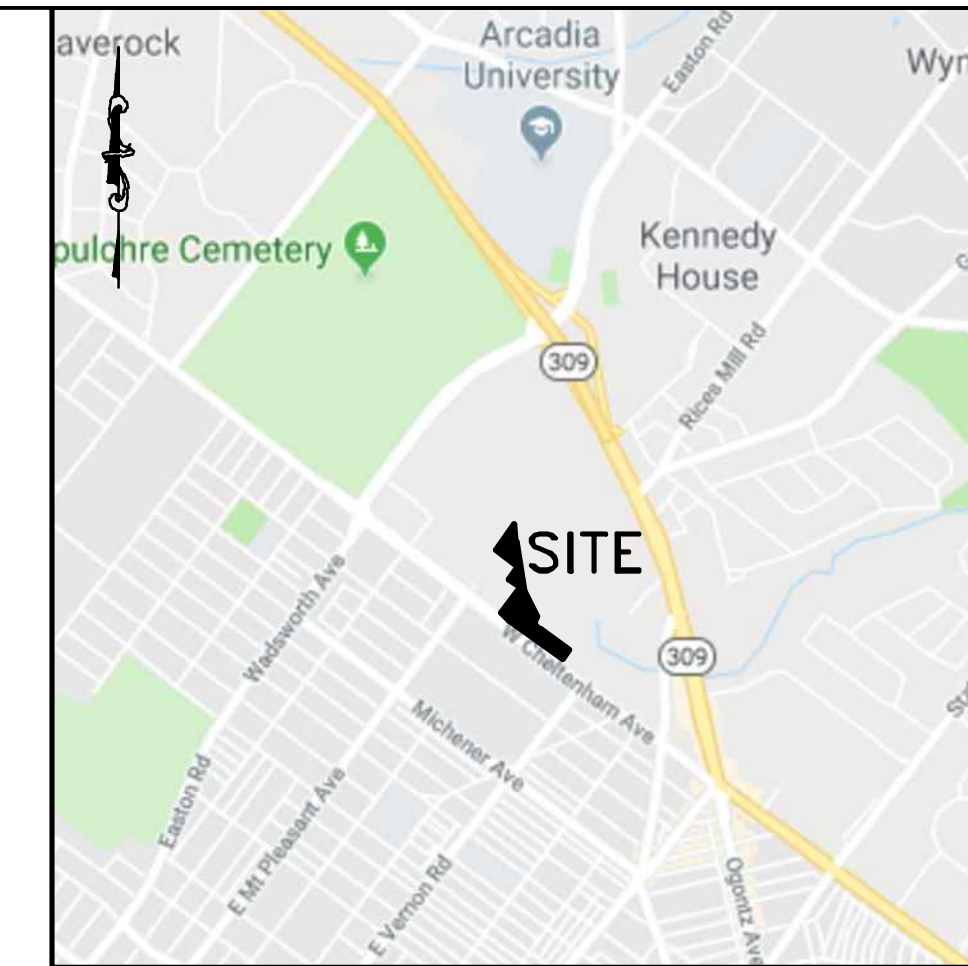 averock
Arcadia
University
Easton Rd
Wyn
pulchre Cemetery
Kennedy
House
309
Rices Mill Rd
SITE
Wadsworth Ave
W Cheltenham Ave
309
Michener Ave
Easton Rd
E Mt Pleasant Ave
E Vernon Rd
Ogontz Ave